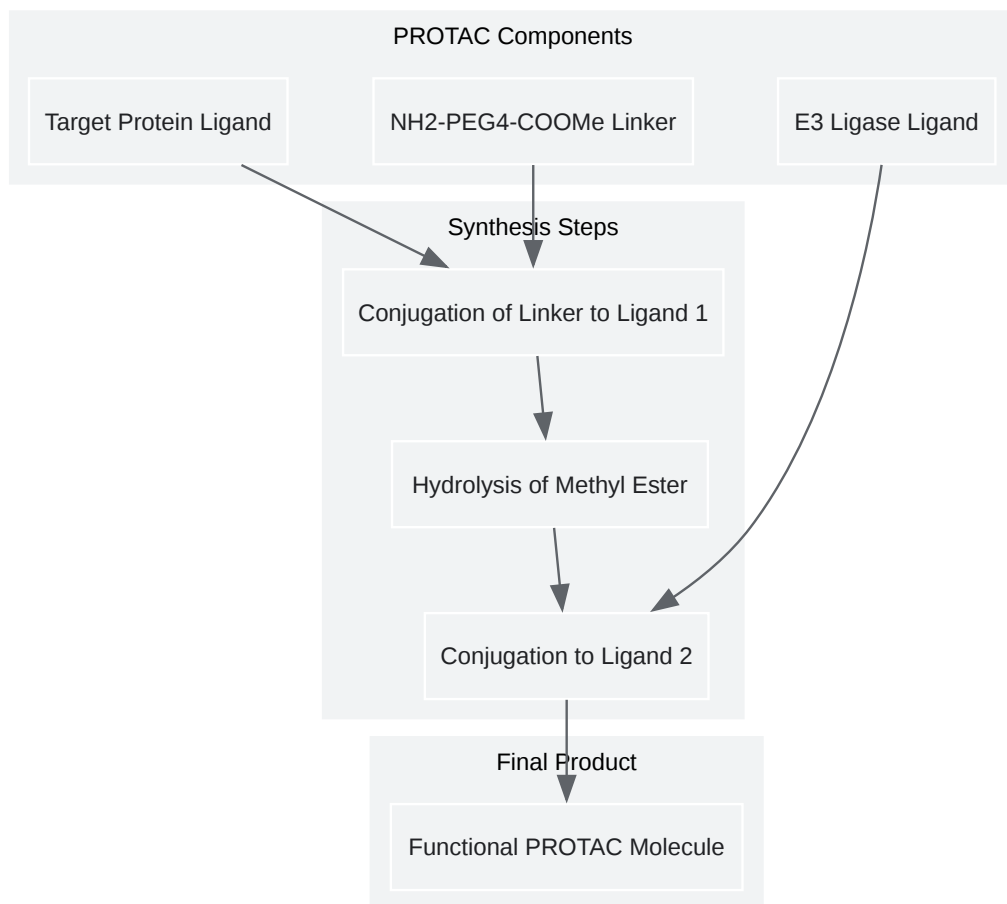 PROTAC Components
Target Protein Ligand
NH2-PEG4-COOMe Linker
E3 Ligase Ligand
Synthesis Steps
Conjugation of Linker to Ligand 1
Hydrolysis of Methyl Ester
Conjugation to Ligand 2
Final Product
Functional PROTAC Molecule